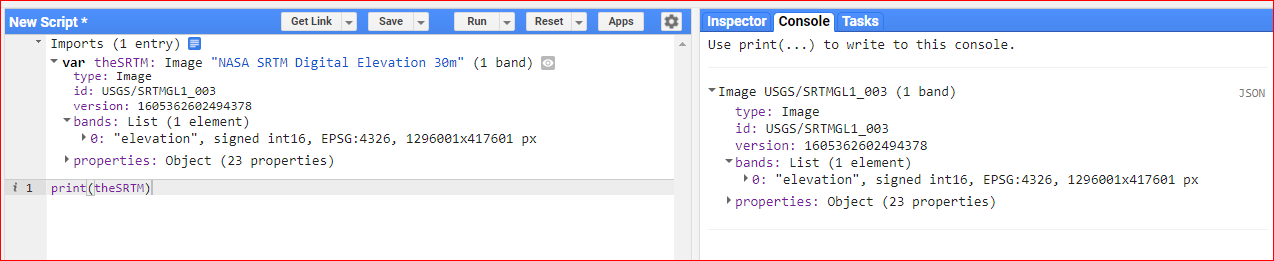 New Script *
Get Link
Save
Run
Reset
Apps
Imports (1 entry)
var theSRTM: Image "NASA SRTM Digital Elevation 30m" (1 band)
type: Image
id: USGS/SRTMGL1_003
version: 1605362602494378
bands: List (1 element)
0: "elevation", signed int16, EPSG:4326, 1296001x417601 px
properties: Object (23 properties)
i 1 print(theSRTM)
Inspector Console Tasks
Use print(...) to write to this console.
Image USGS/SRTMGL1_003 (1 band)
JSON
type: Image
id: USGS/SRTMGL1_003
version: 1605362602494378
bands: List (1 element)
0: "elevation", signed int16, EPSG:4326, 1296001x417601 px
properties: Object (23 properties)